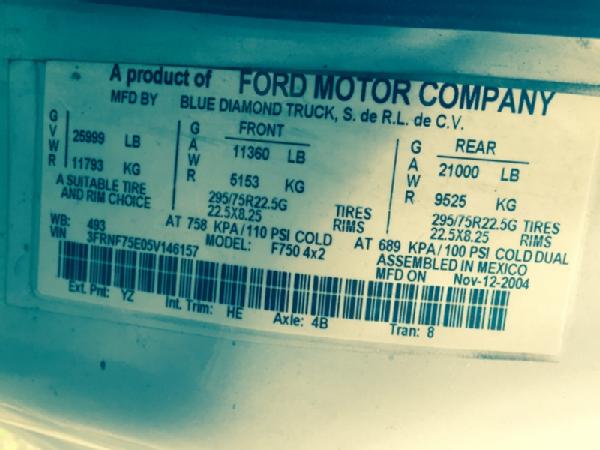 A product of FORD MOTOR COMPANY
MFD BY BLUE DIAMOND TRUCK, S. de R.L. de C.V.
GVWR 25999 LB
11793 KG
A SUITABLE TIRE
AND RIM CHOICE
FRONT
GAWR 11360 LB
5153 KG
295/75R22.5G TIRES
22.5X8.25 RIMS
AT 758 KPA/110 PSI COLD
REAR
GAWR 21000 LB
9525 KG
295/75R22.5G TIRES
22.5X8.25 RIMS
AT 689 KPA/100 PSI COLD DUAL
WB: 493
VIN 3FRNF75E05V146157
MODEL: F750 4x2
ASSEMBLED IN MEXICO
MFD ON Nov-12-2004
Ext. Pnt: YZ Int. Trim: HE Axle: 4B Tran: 8